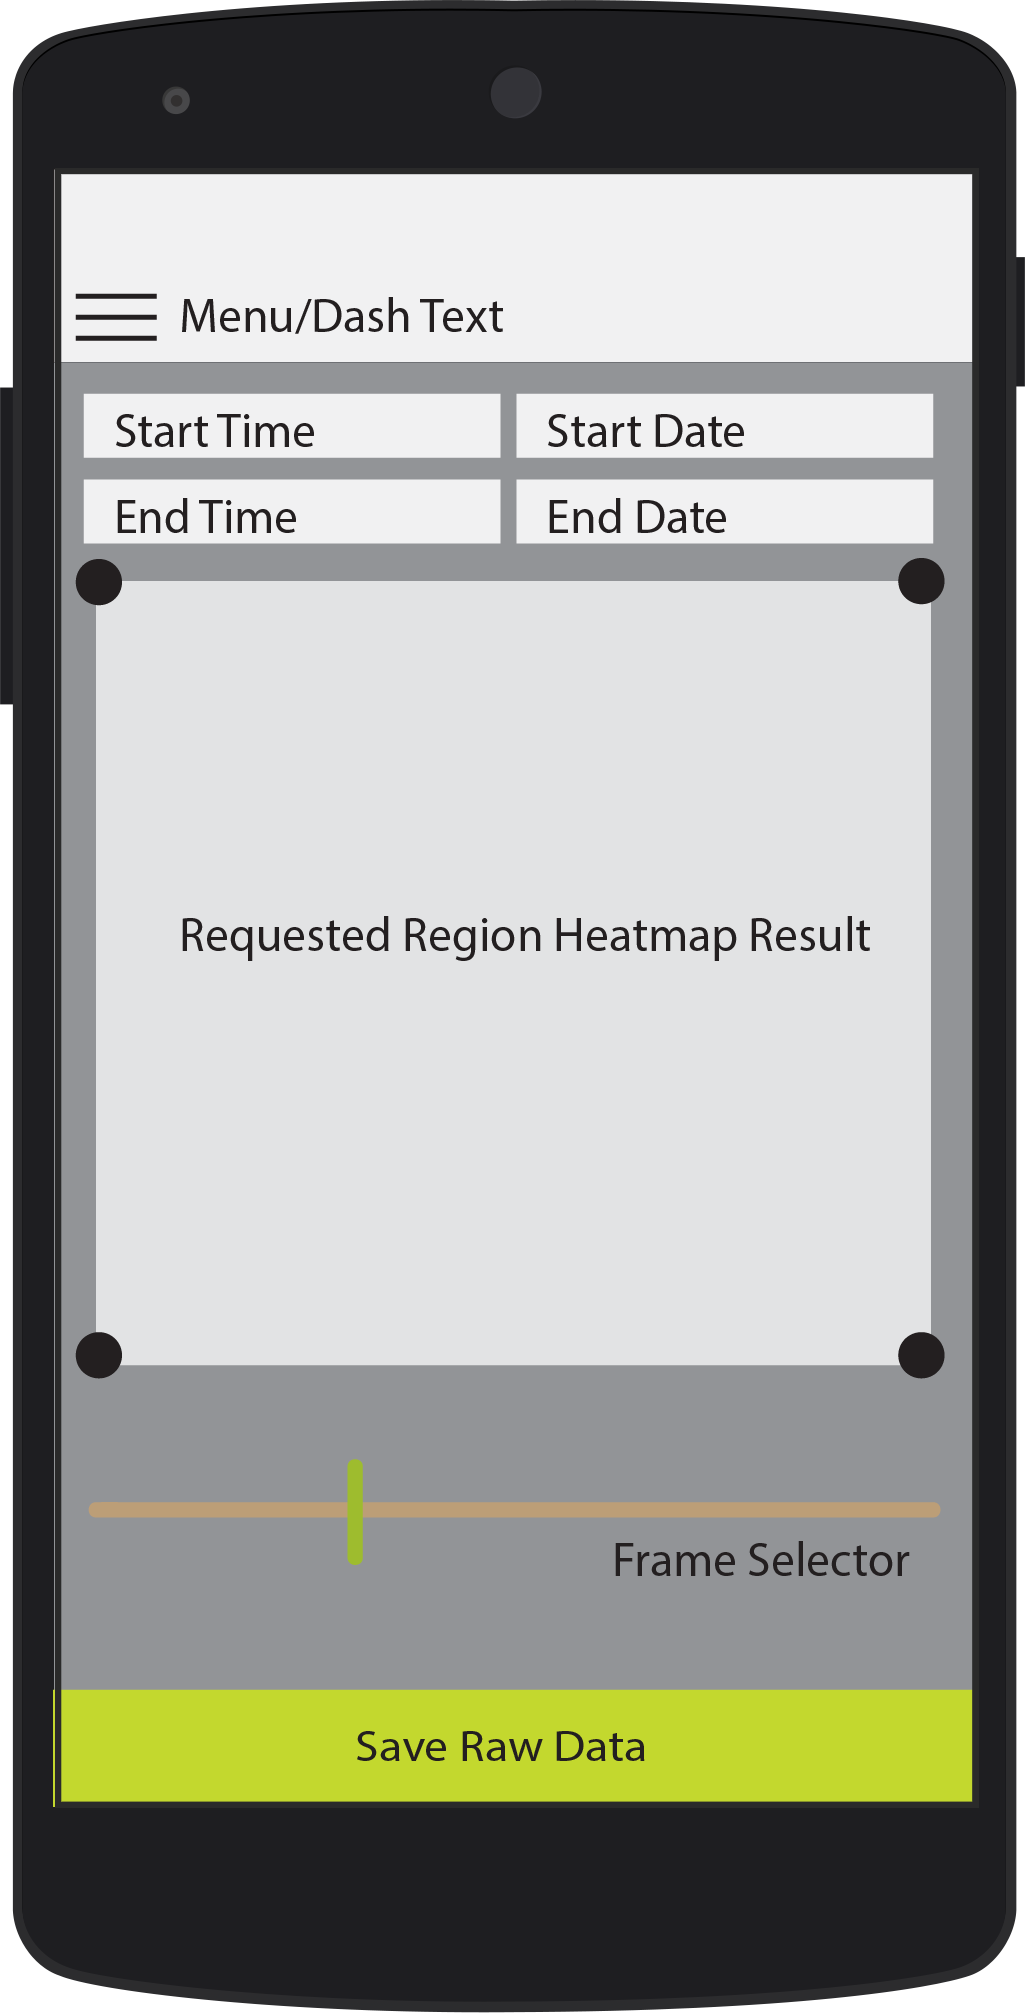 Menu/Dash Text
Start Time
Start Date
End Time
End Date
Requested Region Heatmap Result
Frame Selector
Save Raw Data